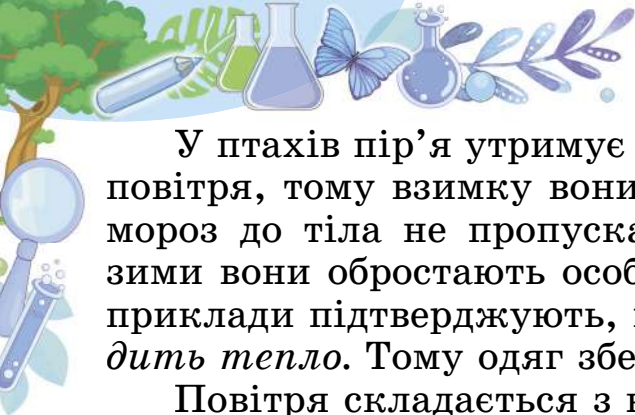 У птахів пір’я утримує
повітря, тому взимку вони
мороз до тіла не пропуска
зими вони обростають особ
приклади підтверджують,
дить тепло. Тому одяг збе
Повітря складається з